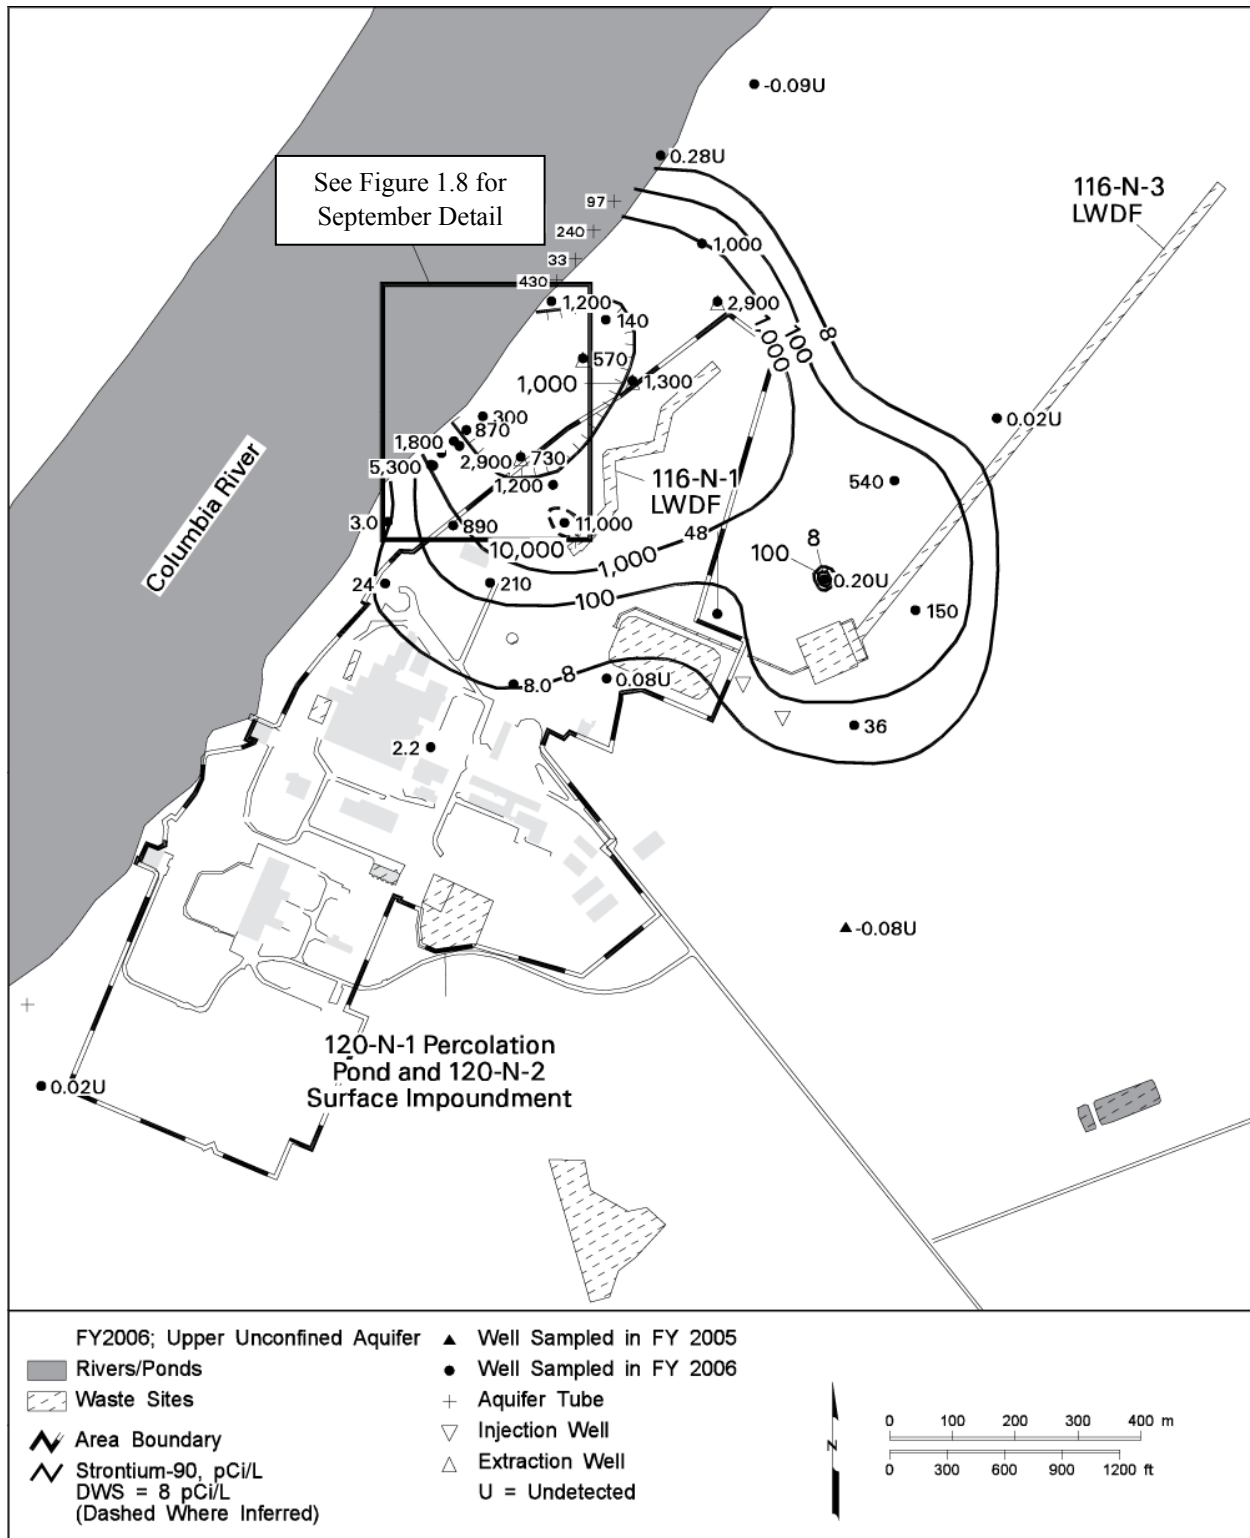 -0.09U
0.28U
See Figure 1.8 for
September Detail
116-N-3
LWDF
97
240
1,000
33
430
1,200
2,900
140
1,000
100
8
570
1,000
1,300
300
0.02U
870
1,800
2,900
730
5,300
116-N-1
LWDF
1,200
540
3.0
890
11,000
48
8
10,000
1,000
100
0.20U
24
210
100
150
8.0
8
0.08U
36
2.2
Columbia River
-0.08U
120-N-1 Percolation
Pond and 120-N-2
Surface Impoundment
0.02U
FY2006; Upper Unconfined Aquifer
Rivers/Ponds
Waste Sites
Area Boundary
Strontium-90, pCi/L
DWS = 8 pCi/L
(Dashed Where Inferred)
Well Sampled in FY 2005
Well Sampled in FY 2006
Aquifer Tube
Injection Well
Extraction Well
U = Undetected
N
0 100 200 300 400 m
0 300 600 900 1200 ft